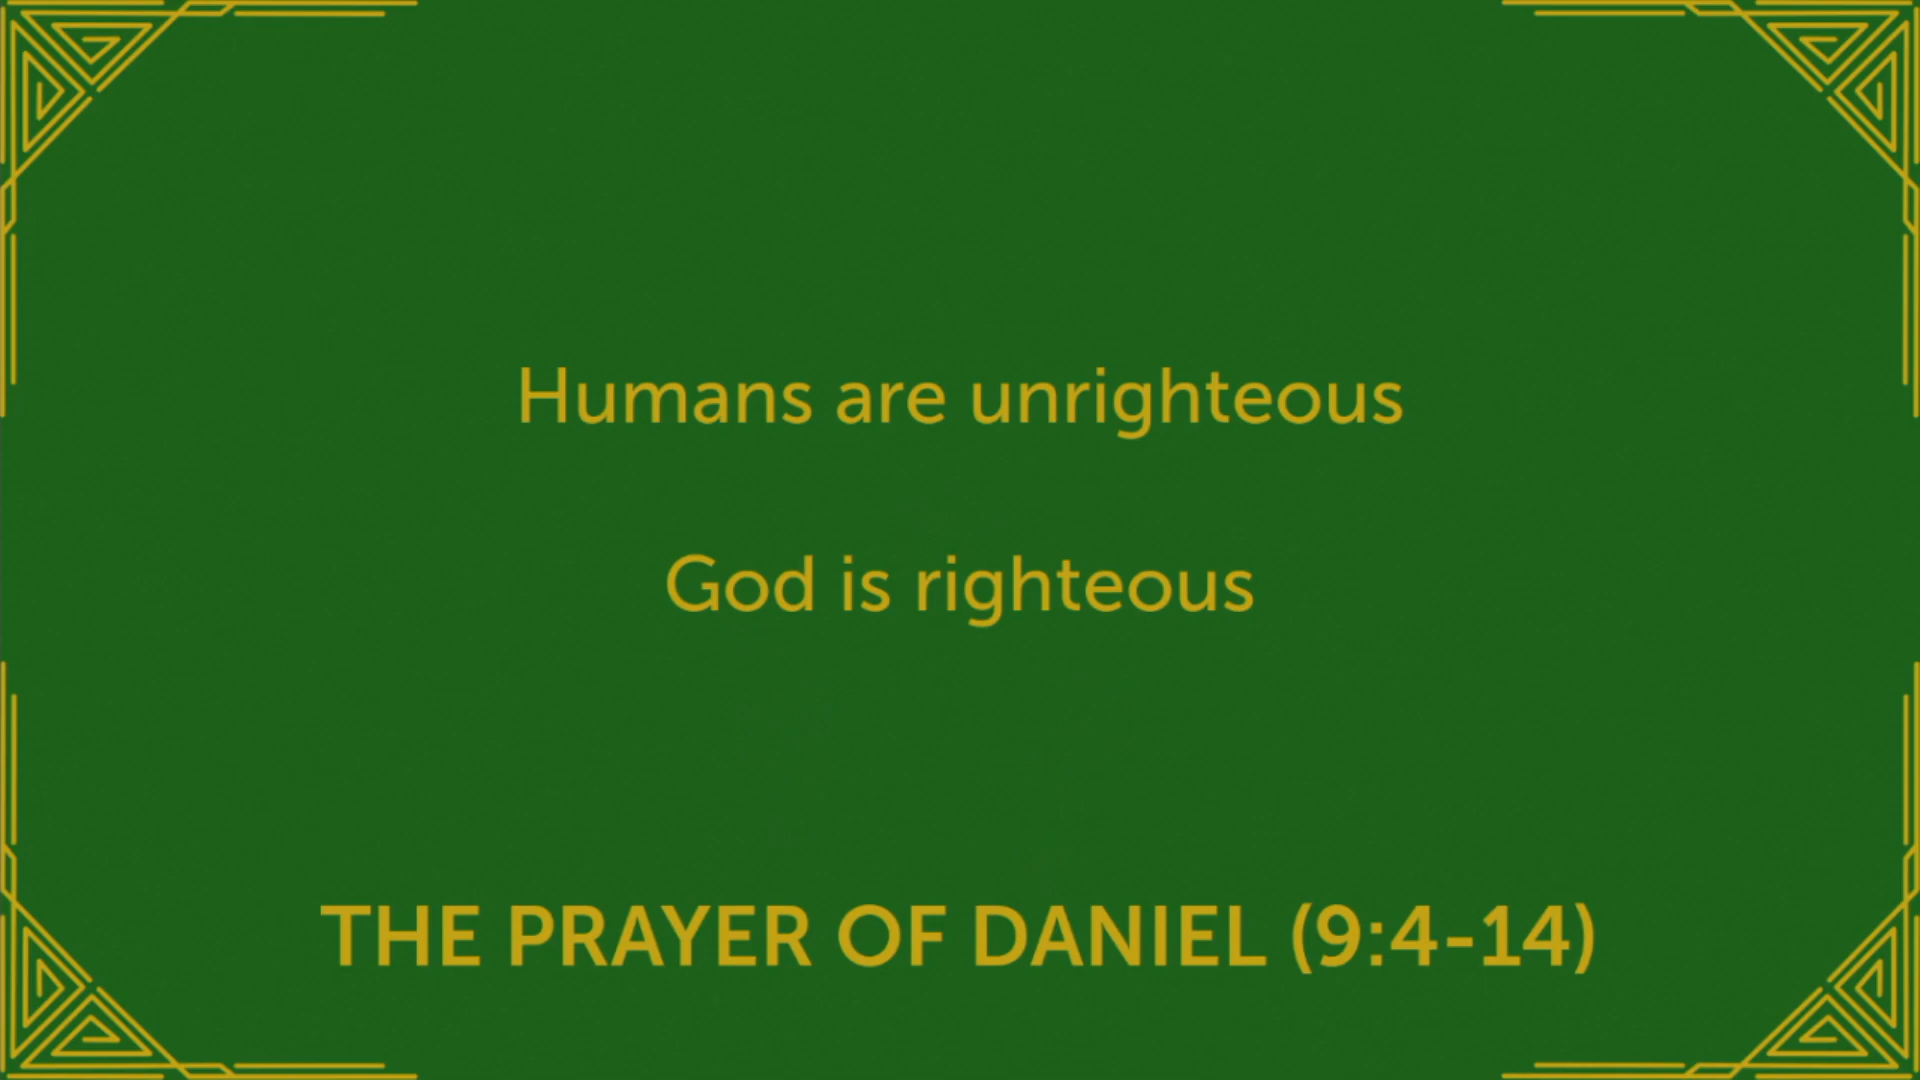 Humans are unrighteous
God is righteous
THE PRAYER OF DANIEL (9:4-14)